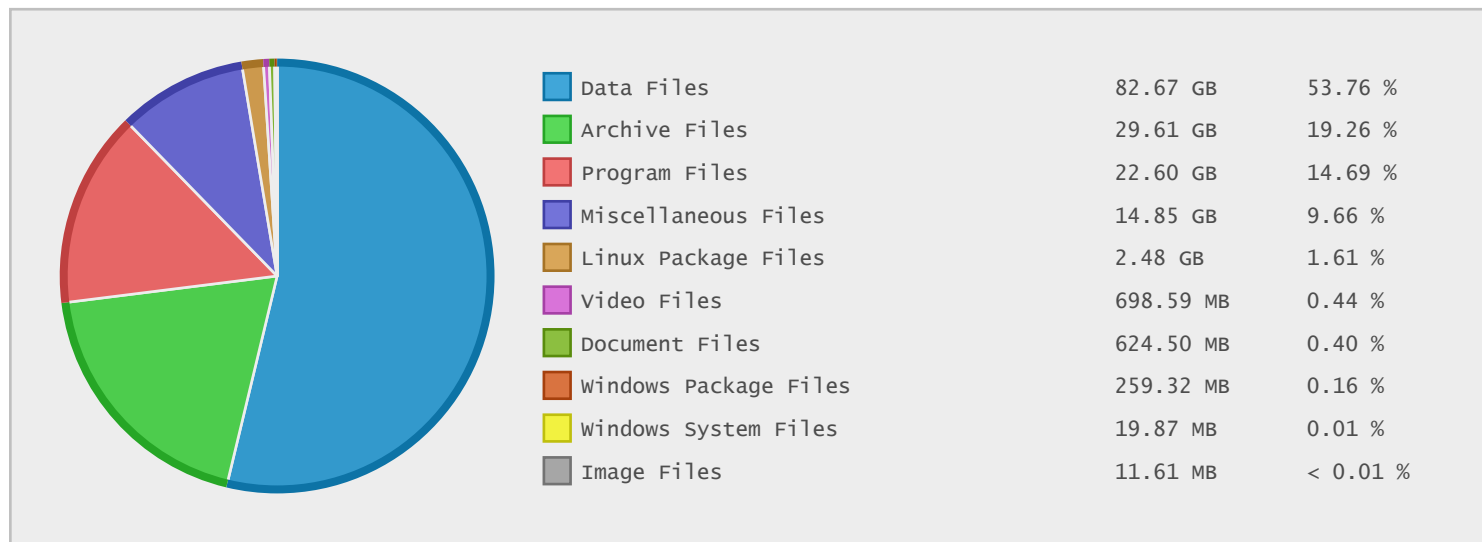 Data Files 82.67 GB 53.76 %
Archive Files 29.61 GB 19.26 %
Program Files 22.60 GB 14.69 %
Miscellaneous Files 14.85 GB 9.66 %
Linux Package Files 2.48 GB 1.61 %
Video Files 698.59 MB 0.44 %
Document Files 624.50 MB 0.40 %
Windows Package Files 259.32 MB 0.16 %
Windows System Files 19.87 MB 0.01 %
Image Files 11.61 MB < 0.01 %